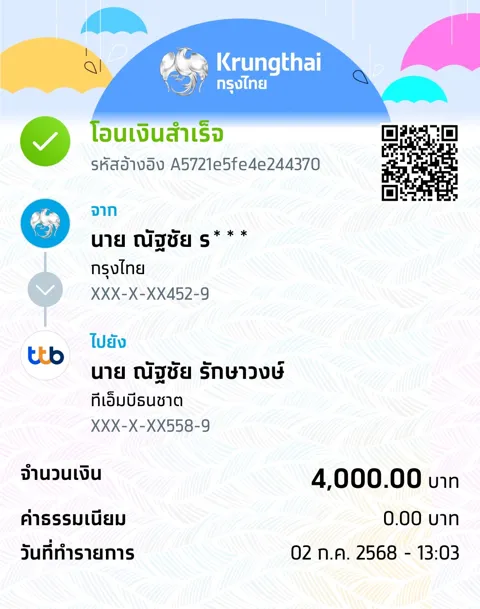 Krungthai
กรุงไทย
โอนเงินสำเร็จ
รหัสอ้างอิง A5721e5fe4e244370
จาก
นาย ณัฐชัย ร***
กรุงไทย
XXX-X-XX452-9
ไปยัง
ttb
นาย ณัฐชัย รักษาวงษ์
ทีเอ็มบีธนชาต
XXX-X-XX558-9
จำนวนเงิน 4,000.00 บาท
ค่าธรรมเนียม 0.00 บาท
วันที่ทำรายการ 02 ก.ค. 2568 - 13:03